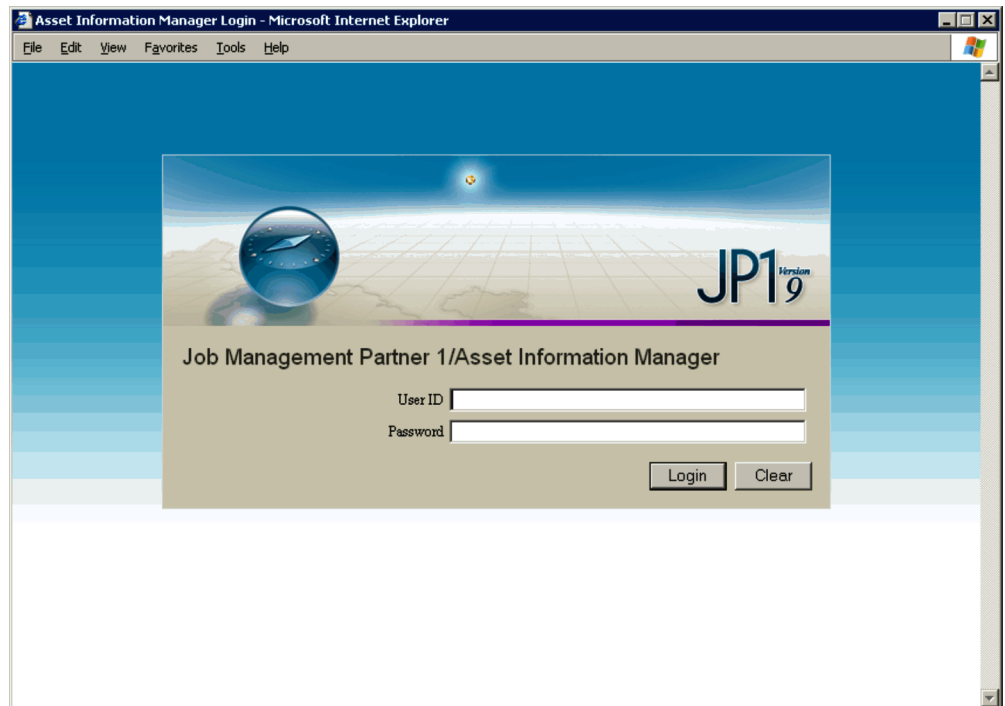 Asset Information Manager Login - Microsoft Internet Explorer
File Edit View Favorites Tools Help
JP1 Version 9
Job Management Partner 1/Asset Information Manager
User ID
Password
Login Clear